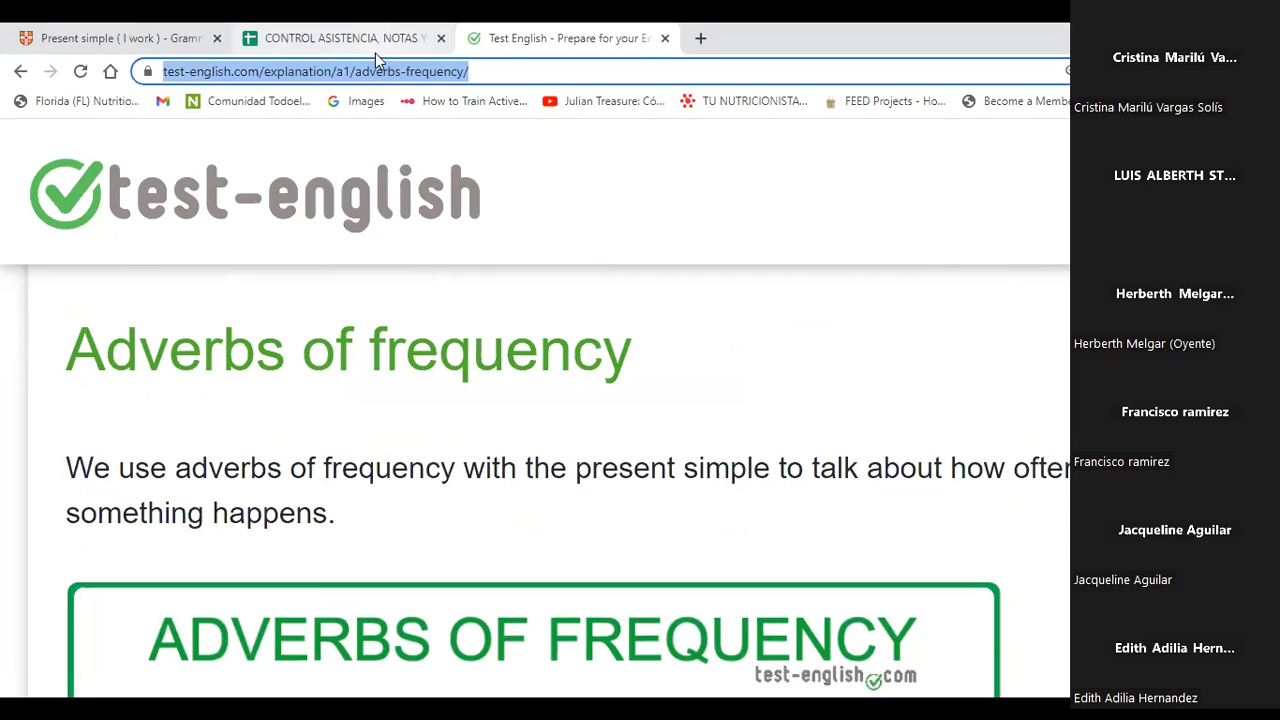 Present simple ( I work ) - Gramr
CONTROL ASISTENCIA, NOTAS Y
Test English - Prepare for your En
test-english.com/explanation/a1/adverbs-frequency/
Florida (FL) Nutritio...
Comunidad Todoel...
Images
How to Train Active...
Julian Treasure: Có...
TU NUTRICIONISTA...
FEED Projects - Ho...
Become a Membe
test-english
Adverbs of frequency
We use adverbs of frequency with the present simple to talk about how often
something happens.
ADVERBS OF FREQUENCY
test-english.com
Cristina Marilú Va...
Cristina Marilú Vargas Solís
LUIS ALBERTH ST...
Herberth Melgar...
Herberth Melgar (Oyente)
Francisco ramirez
Francisco ramirez
Jacqueline Aguilar
Jacqueline Aguilar
Edith Adilia Hern...
Edith Adilia Hernandez